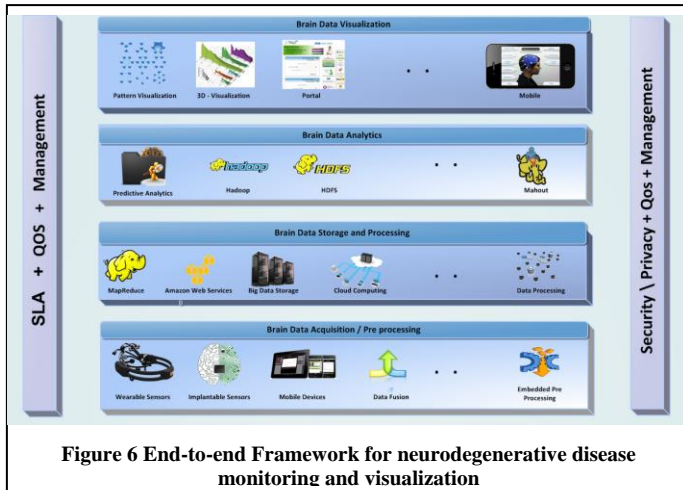 SLA + QOS + Management
Brain Data Visualization
Pattern Visualization 3D - Visualization Portal Mobile
Brain Data Analytics
hadoop HDFS
Predictive Analytics Hadoop HDFS Mahout
Brain Data Storage and Processing
MapReduce Amazon Web Services Big Data Storage Cloud Computing Data Processing
Brain Data Acquisition / Pre processing
Wearable Sensors Implantable Sensors Mobile Devices Data Fusion Embedded Pre
Processing
Security \ Privacy + Qos + Management
Figure 6 End-to-end Framework for neurodegenerative disease
monitoring and visualization